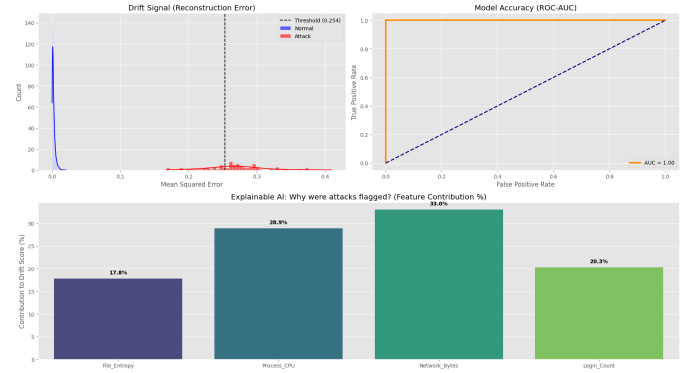 Drift Signal (Reconstruction Error)
140
120
100
80
60
40
20
0
Count
0.0
0.1
0.2
0.3
0.4
Mean Squared Error
Threshold (0.254)
Normal
Attack
Model Accuracy (ROC-AUC)
1.0
0.8
0.6
0.4
0.2
0.0
True Positive Rate
0.0
0.2
0.4
0.6
0.8
1.0
False Positive Rate
AUC = 1.00
Explainable AI: Why were attacks flagged? (Feature Contribution %)
30
25
20
15
10
5
0
Contribution to Drift Score (%)
17.8%
28.9%
33.0%
20.3%
File_Entropy
Process_CPU
Network_Bytes
Login_Count